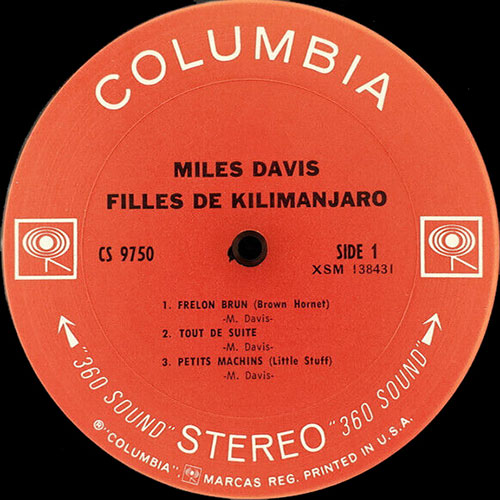 COLUMBIA
MILES DAVIS
FILLES DE KILIMANJARO
CS 9750
SIDE 1
XSM 138431
1. FRELON BRUN (Brown Hornet)
-M. Davis-
2. TOUT DE SUITE
-M. Davis-
3. PETITS MACHINS (Little Stuff)
-M. Davis-
"360 SOUND" STEREO "360 SOUND"
℗"COLUMBIA", MARCAS REG. PRINTED IN U.S.A.